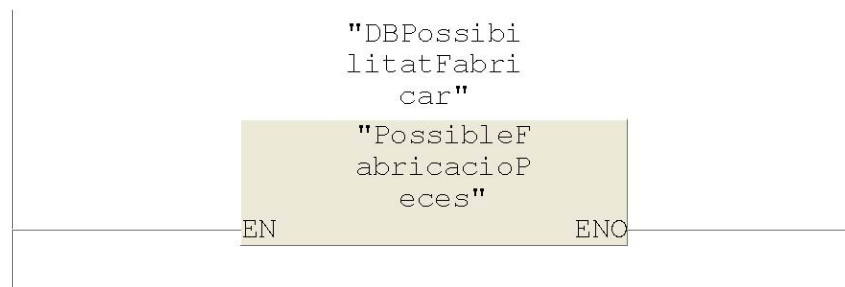 "DBPossibi
litatFabri
car"
"PossibleF
abricacioP
eces"
EN ENO